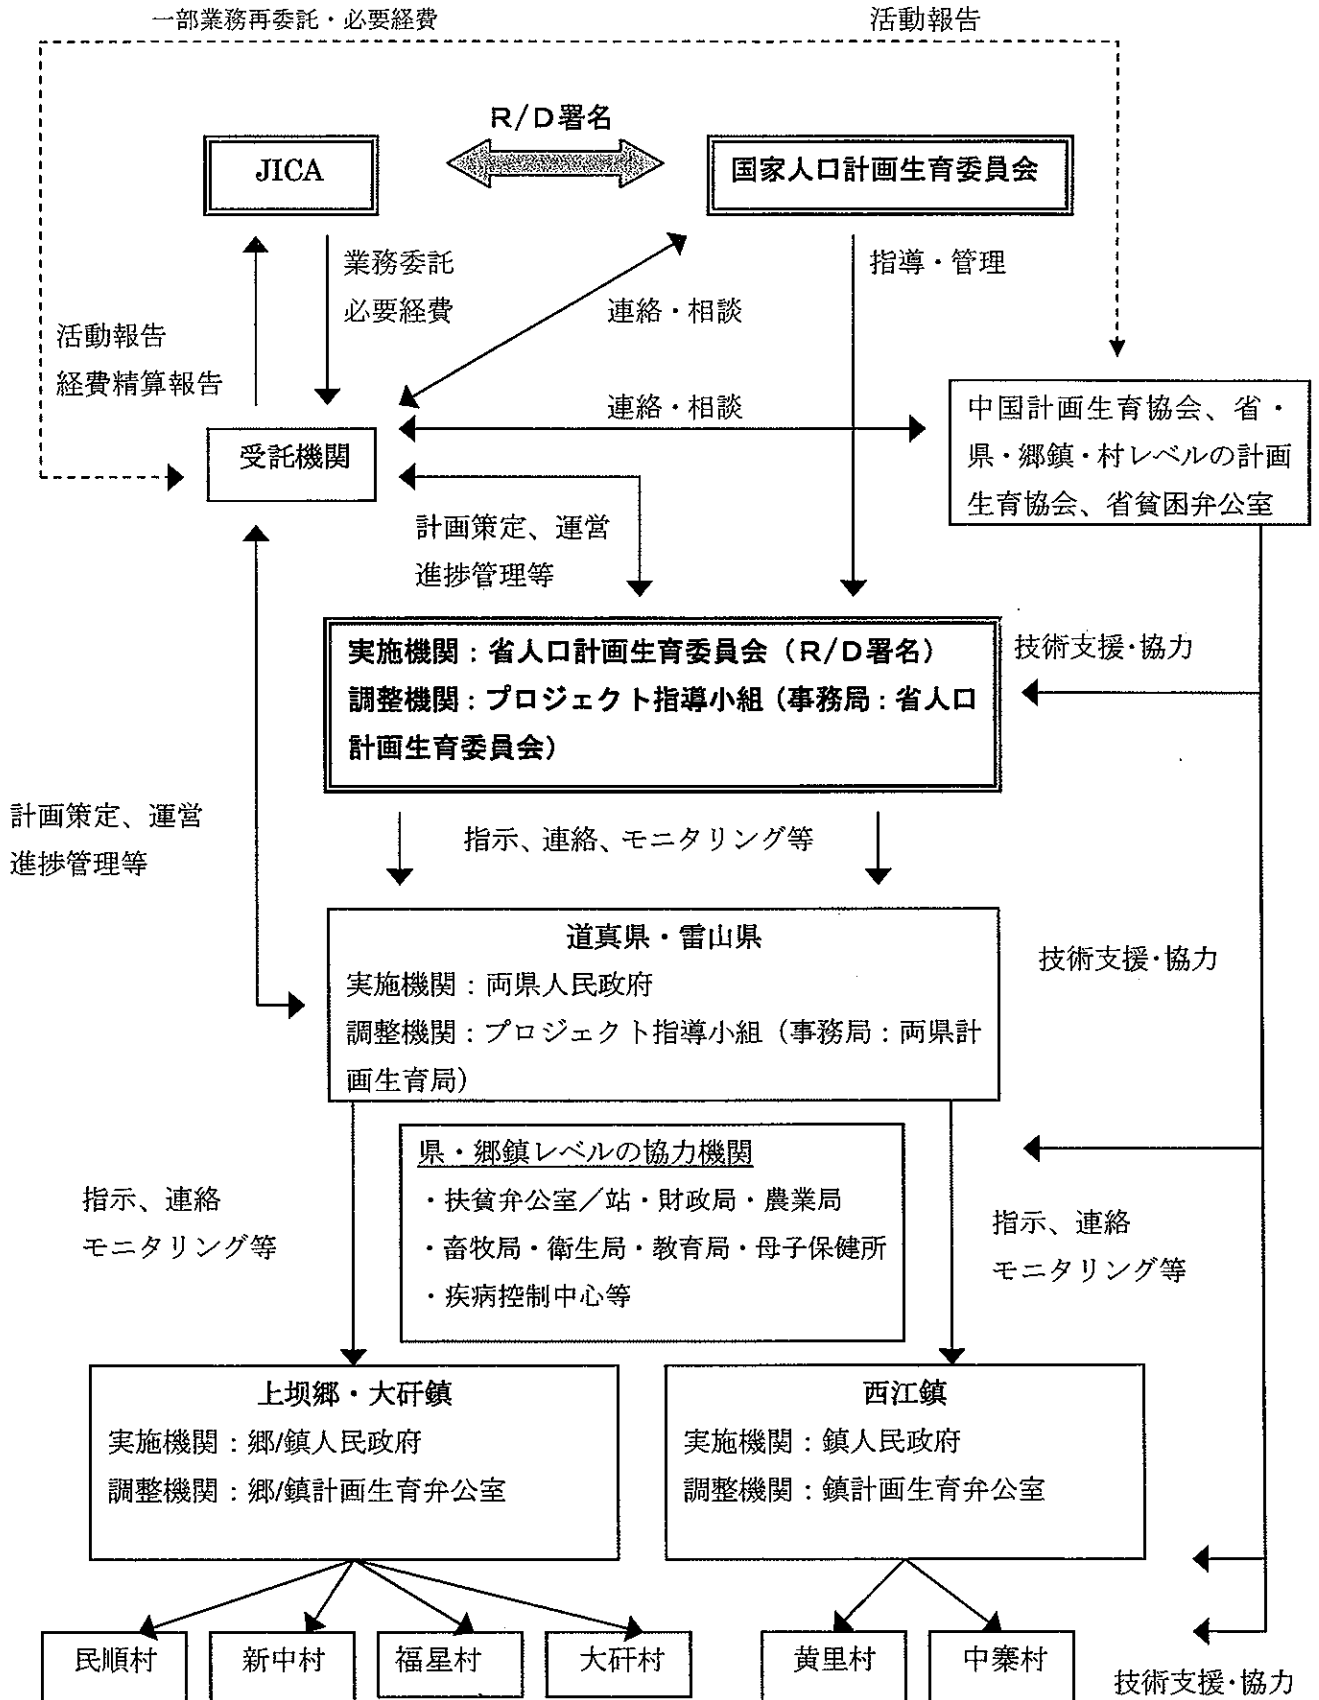 一部業務再委託・必要経費
活動報告
R/D署名
JICA
国家人口計画生育委員会
業務委託
必要経費
指導・管理
連絡・相談
活動報告
経費精算報告
連絡・相談
受託機関
中国計画生育協会、省・
県・郷鎮・村レベルの計画
生育協会、省貧困弁公室
計画策定、運営
進捗管理等
実施機関：省人口計画生育委員会（R/D署名）
調整機関：プロジェクト指導小組（事務局：省人口
計画生育委員会）
技術支援・協力
計画策定、運営
進捗管理等
指示、連絡、モニタリング等
道真県・雷山県
実施機関：両県人民政府
調整機関：プロジェクト指導小組（事務局：両県計
画生育局）
技術支援・協力
県・郷鎮レベルの協力機関
・扶貧弁公室／站・財政局・農業局
・畜牧局・衛生局・教育局・母子保健所
・疾病控制中心等
指示、連絡
モニタリング等
指示、連絡
モニタリング等
上坝郷・大矸鎮
実施機関：郷/鎮人民政府
調整機関：郷/鎮計画生育弁公室
西江鎮
実施機関：鎮人民政府
調整機関：鎮計画生育弁公室
民順村
新中村
福星村
大矸村
黄里村
中寨村
技術支援・協力